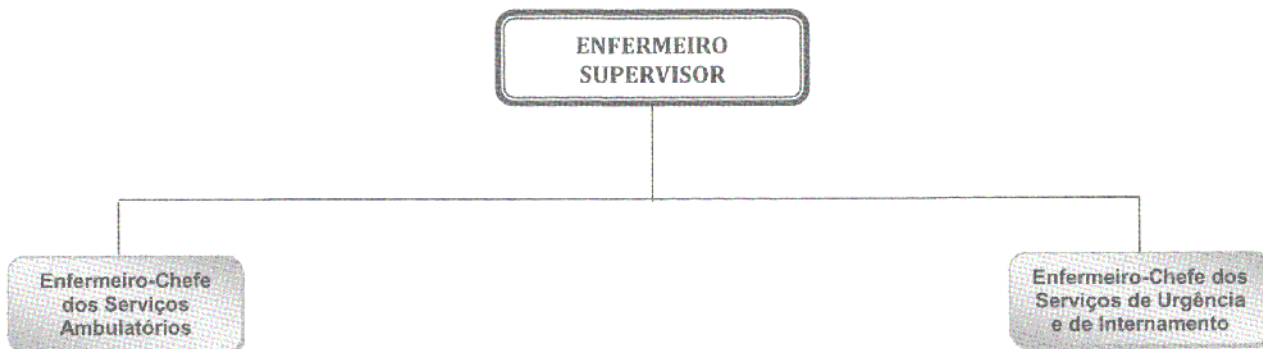 ENFERMEIRO
SUPERVISOR
Enfermeiro-Chefe
dos Serviços
Ambulatórios
Enfermeiro-Chefe dos
Serviços de Urgência
e de Internamento